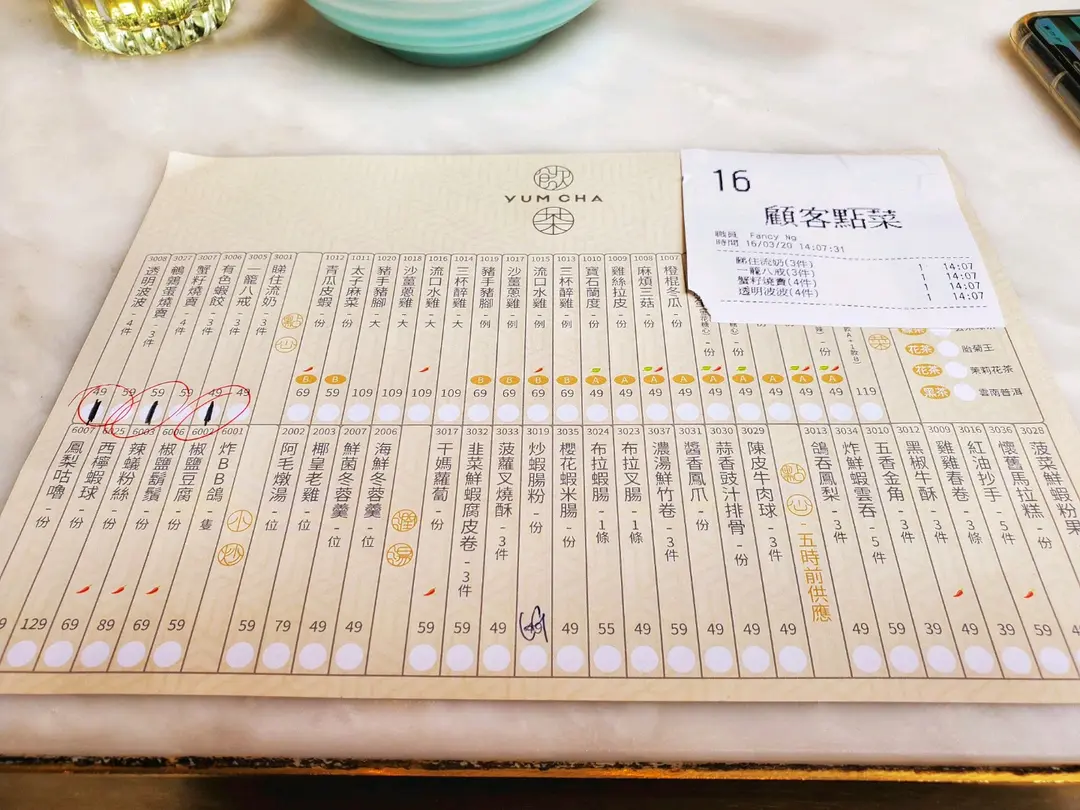 飲茶
YUM CHA
16
顧客點菜
職員 Fancy Ng
時間 16/03/20 14:07:31
睇住流奶(3件) 1 14:07
一籠八戒(3件) 1 14:07
蟹籽燒賣(4件) 1 14:07
透明波波(4件) 1 14:07
花茶 胎菊王
花茶 茉莉花茶
黑茶 雲南普洱
119
1007 橙橙冬瓜 - 份 A 49
1008 麻煩三菇 - 份 A 49
1009 雞絲拉皮 - 份 A 49
1010 寶石蘭度 - 份 A 49
1013 三杯醉雞 - 例 B 69
1015 流口水雞 - 例 B 69
1017 沙薑蔥雞 - 例 B 69
1019 豬手豬腳 - 例 B 69
1014 三杯醉雞 - 大 109
1016 流口水雞 - 大 109
1018 沙薑蔥雞 - 大 109
1020 豬手豬腳 - 大 109
1011 太子麻菜 - 份 B 59
1012 青瓜皮蝦 - 份 B 69
點心
3001 睇住流奶 - 3件
3005 一籠八戒 - 3件
3006 有色蝦餃 - 3件
3007 蟹籽燒賣 - 4件
3027 鵪鶉蛋燒賣 - 3件
3008 透明波波 - 4件
3028 菠菜鮮蝦粉果
3036 懷舊馬拉糕 - 3件 59
3016 紅油抄手 - 5件 39
3009 雞雞春卷 - 3條 49
3012 黑椒牛酥 - 3件 39
3010 五香金角 - 3件 59
3034 炸鮮蝦雲吞 - 5件 49
3013 鴿吞鳳梨 - 3件
點心 - 五時前供應
3029 陳皮牛肉球 - 3件 49
3030 蒜香豉汁排骨 - 份 49
3031 醬香鳳爪 - 份 49
3037 濃湯鮮竹卷 - 3件 49
3023 布拉叉腸 - 1條 49
3024 布拉蝦腸 - 1條 55
3035 櫻花蝦米腸 - 份 49
3019 炒蝦腸粉 - 份
3033 菠蘿叉燒酥 - 3件 49
3032 韭菜鮮蝦腐皮卷 - 3件 59
3017 干媽蘿蔔 - 份 59
燉湯
2006 海鮮冬蓉羹 - 位
2007 鮮菌冬蓉羹 - 位 49
2003 椰皇老雞 - 位 49
2002 阿毛燉湯 - 位 79
小炒
6001 炸BB鴿 - 隻 59
6002 椒鹽豆腐 - 份
6006 椒鹽鬍鬚 - 份 59
6003 辣蟻粉絲 - 份 69
6025 西檸蝦球 - 份 89
6007 鳳梨咕嚕 - 份 69
129